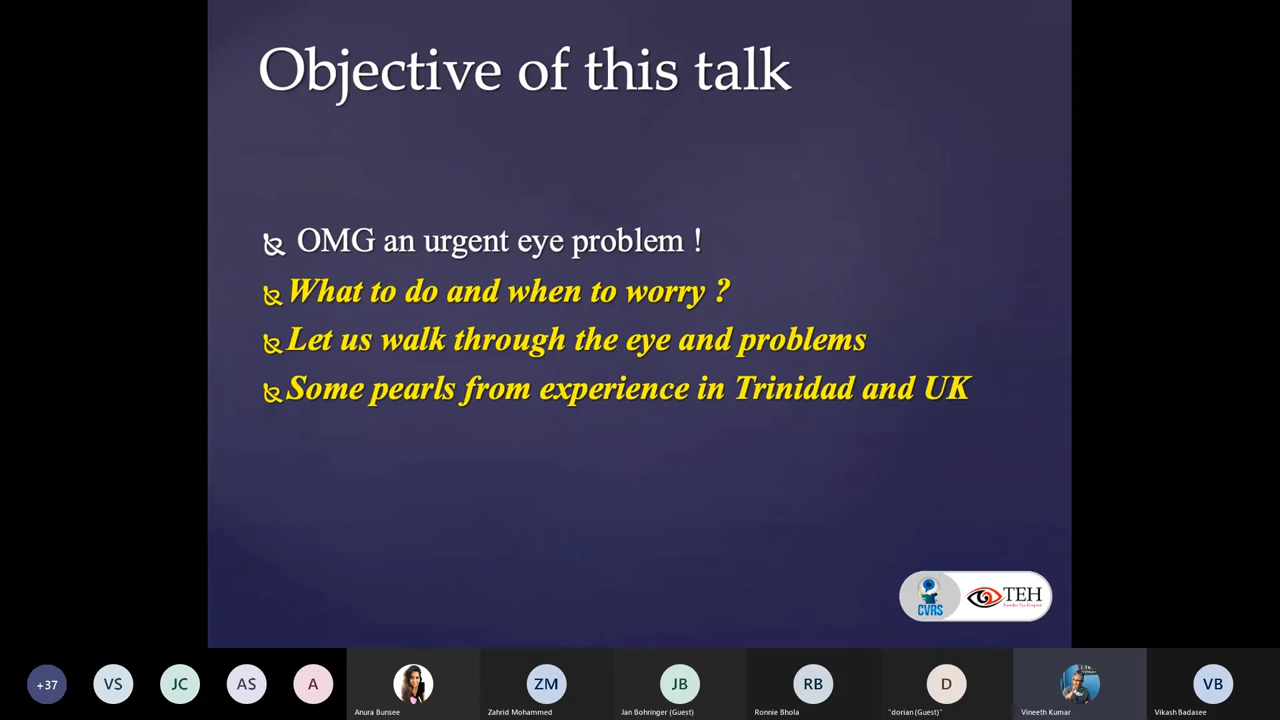 Objective of this talk
OMG an urgent eye problem !
What to do and when to worry ?
Let us walk through the eye and problems
Some pearls from experience in Trinidad and UK
CVRS
TEH
+37
VS
JC
AS
A
ZM
JB
RB
D
VB
Anura Bunsee
Zahrid Mohammed
Jan Bohringer (Guest)
Ronnie Bhola
"dorian (Guest)"
Vineeth Kumar
Vikash Badasee